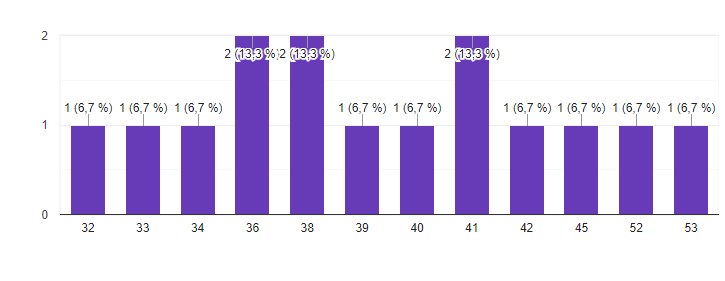 2
2 (13,3 %) 2 (13,3 %) 2 (13,3 %)
1 (6,7 %) 1 (6,7 %) 1 (6,7 %) 1 (6,7 %) 1 (6,7 %) 1 (6,7 %) 1 (6,7 %) 1 (6,7 %) 1 (6,7 %)
1
0
32 33 34 36 38 39 40 41 42 45 52 53